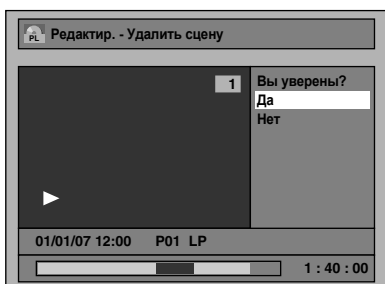 PL Редактир. - Удалить сцену
1
Вы уверены?
Да
Нет
01/01/07 12:00 P01 LP
1 : 40 : 00